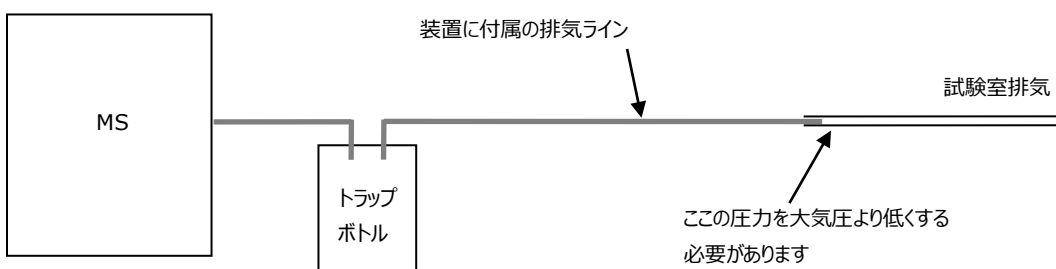 装置に付属の排気ライン
試験室排気
MS
トラップ
ボトル
ここの圧力を大気圧より低くする
必要があります